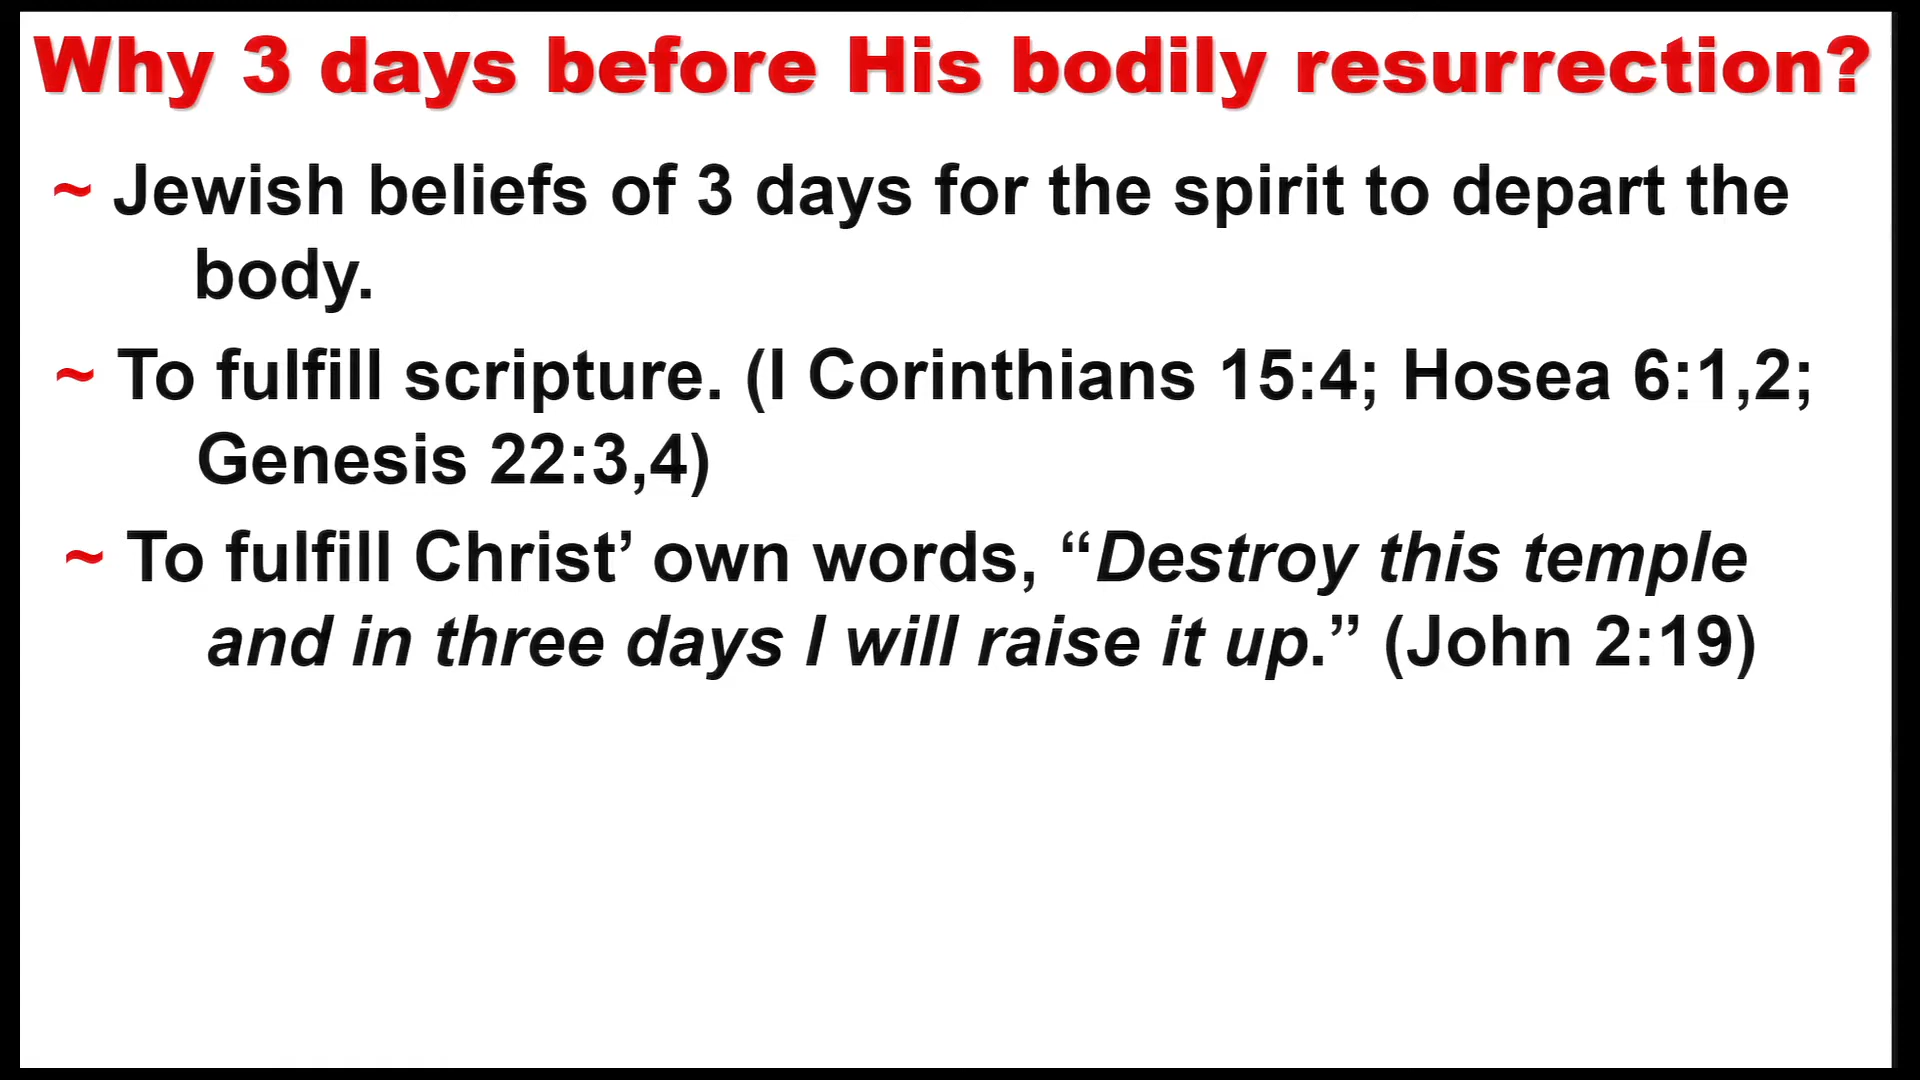 Why 3 days before His bodily resurrection?
~ Jewish beliefs of 3 days for the spirit to depart the
body.
~ To fulfill scripture. (I Corinthians 15:4; Hosea 6:1,2;
Genesis 22:3,4)
~ To fulfill Christ’ own words, “Destroy this temple
and in three days I will raise it up.” (John 2:19)